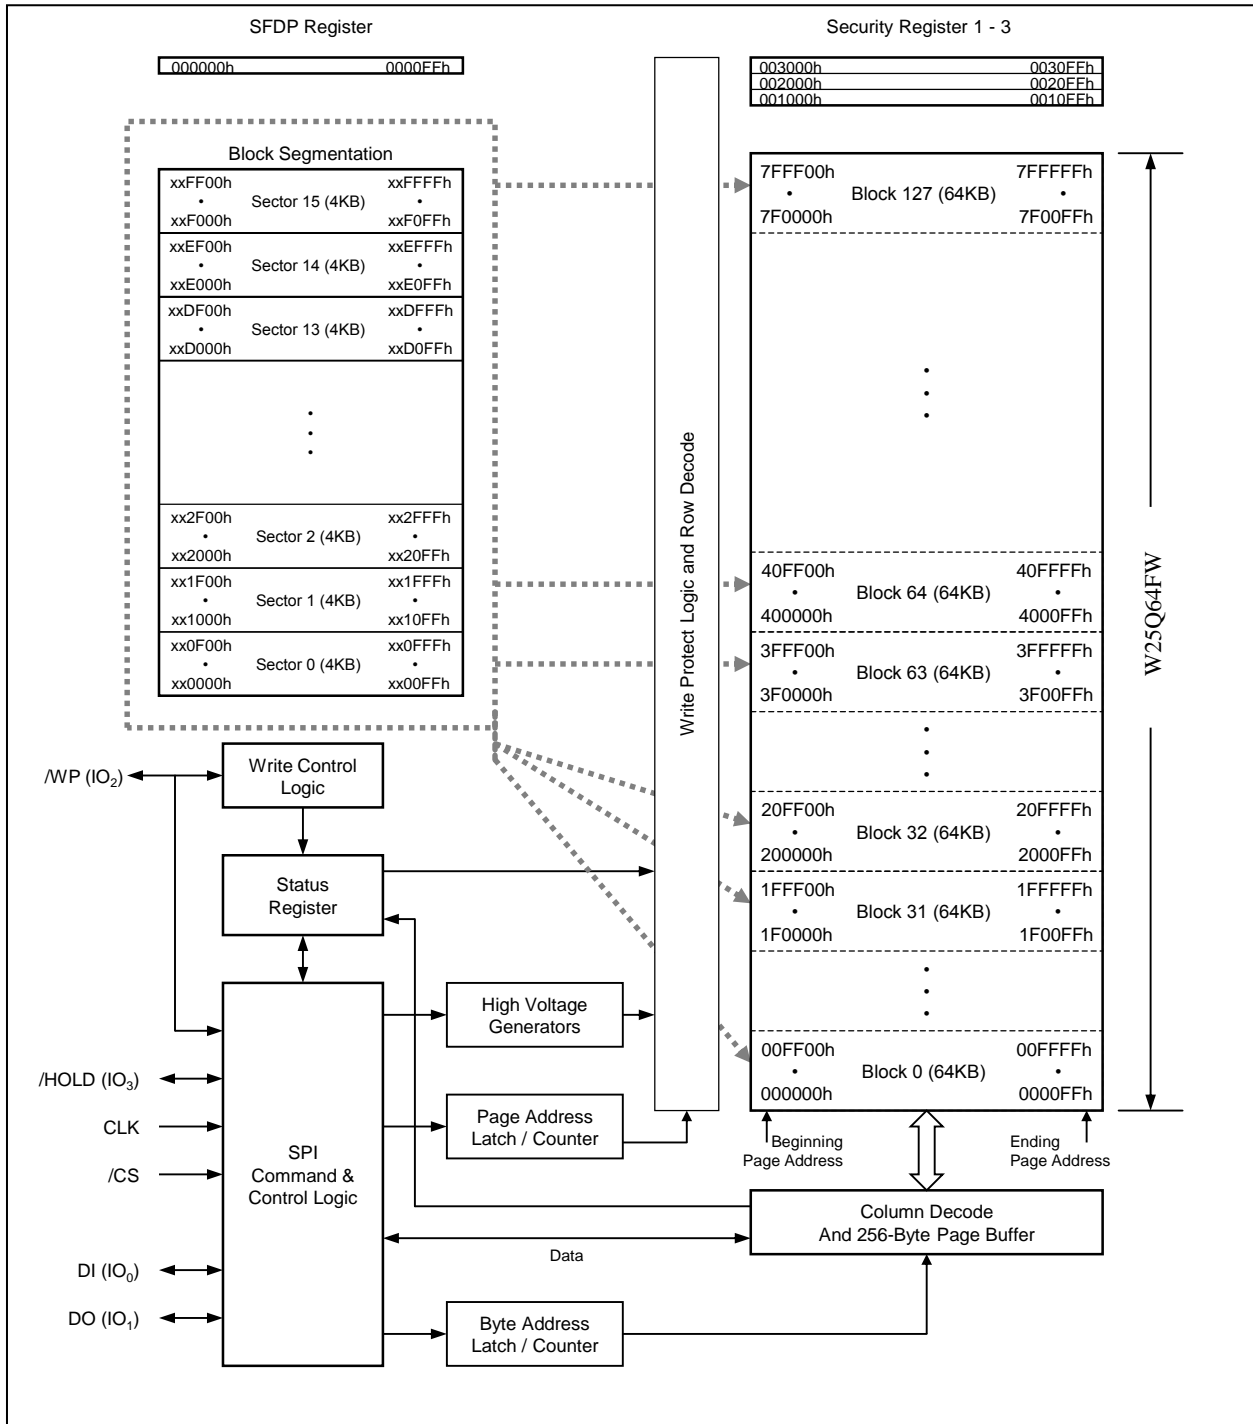 SFDP Register
000000h 0000FFh
Security Register 1 - 3
003000h 0030FFh
002000h 0020FFh
001000h 0010FFh
Block Segmentation
xxFF00h xxFFFFh
• Sector 15 (4KB) •
xxF000h xxF0FFh
xxEF00h xxEFFFh
• Sector 14 (4KB) •
xxE000h xxE0FFh
xxDF00h xxDFFFh
• Sector 13 (4KB) •
xxD000h xxD0FFh
xx2F00h xx2FFFh
• Sector 2 (4KB) •
xx2000h xx20FFh
xx1F00h xx1FFFh
• Sector 1 (4KB) •
xx1000h xx10FFh
xx0F00h xx0FFFh
• Sector 0 (4KB) •
xx0000h xx00FFh
Write Protect Logic and Row Decode
7FFF00h 7FFFFFh
• Block 127 (64KB) •
7F0000h 7F00FFh
40FF00h 40FFFFh
• Block 64 (64KB) •
400000h 4000FFh
3FFF00h 3FFFFFh
• Block 63 (64KB) •
3F0000h 3F00FFh
20FF00h 20FFFFh
• Block 32 (64KB) •
200000h 2000FFh
1FFF00h 1FFFFFh
• Block 31 (64KB) •
1F0000h 1F00FFh
00FF00h 00FFFFh
• Block 0 (64KB) •
000000h 0000FFh
W25Q64FW
Beginning
Page Address
Ending
Page Address
/WP (IO2)
Write Control
Logic
Status
Register
High Voltage
Generators
/HOLD (IO3)
CLK
/CS
DI (IO0)
DO (IO1)
SPI
Command &
Control Logic
Page Address
Latch / Counter
Column Decode
And 256-Byte Page Buffer
Data
Byte Address
Latch / Counter